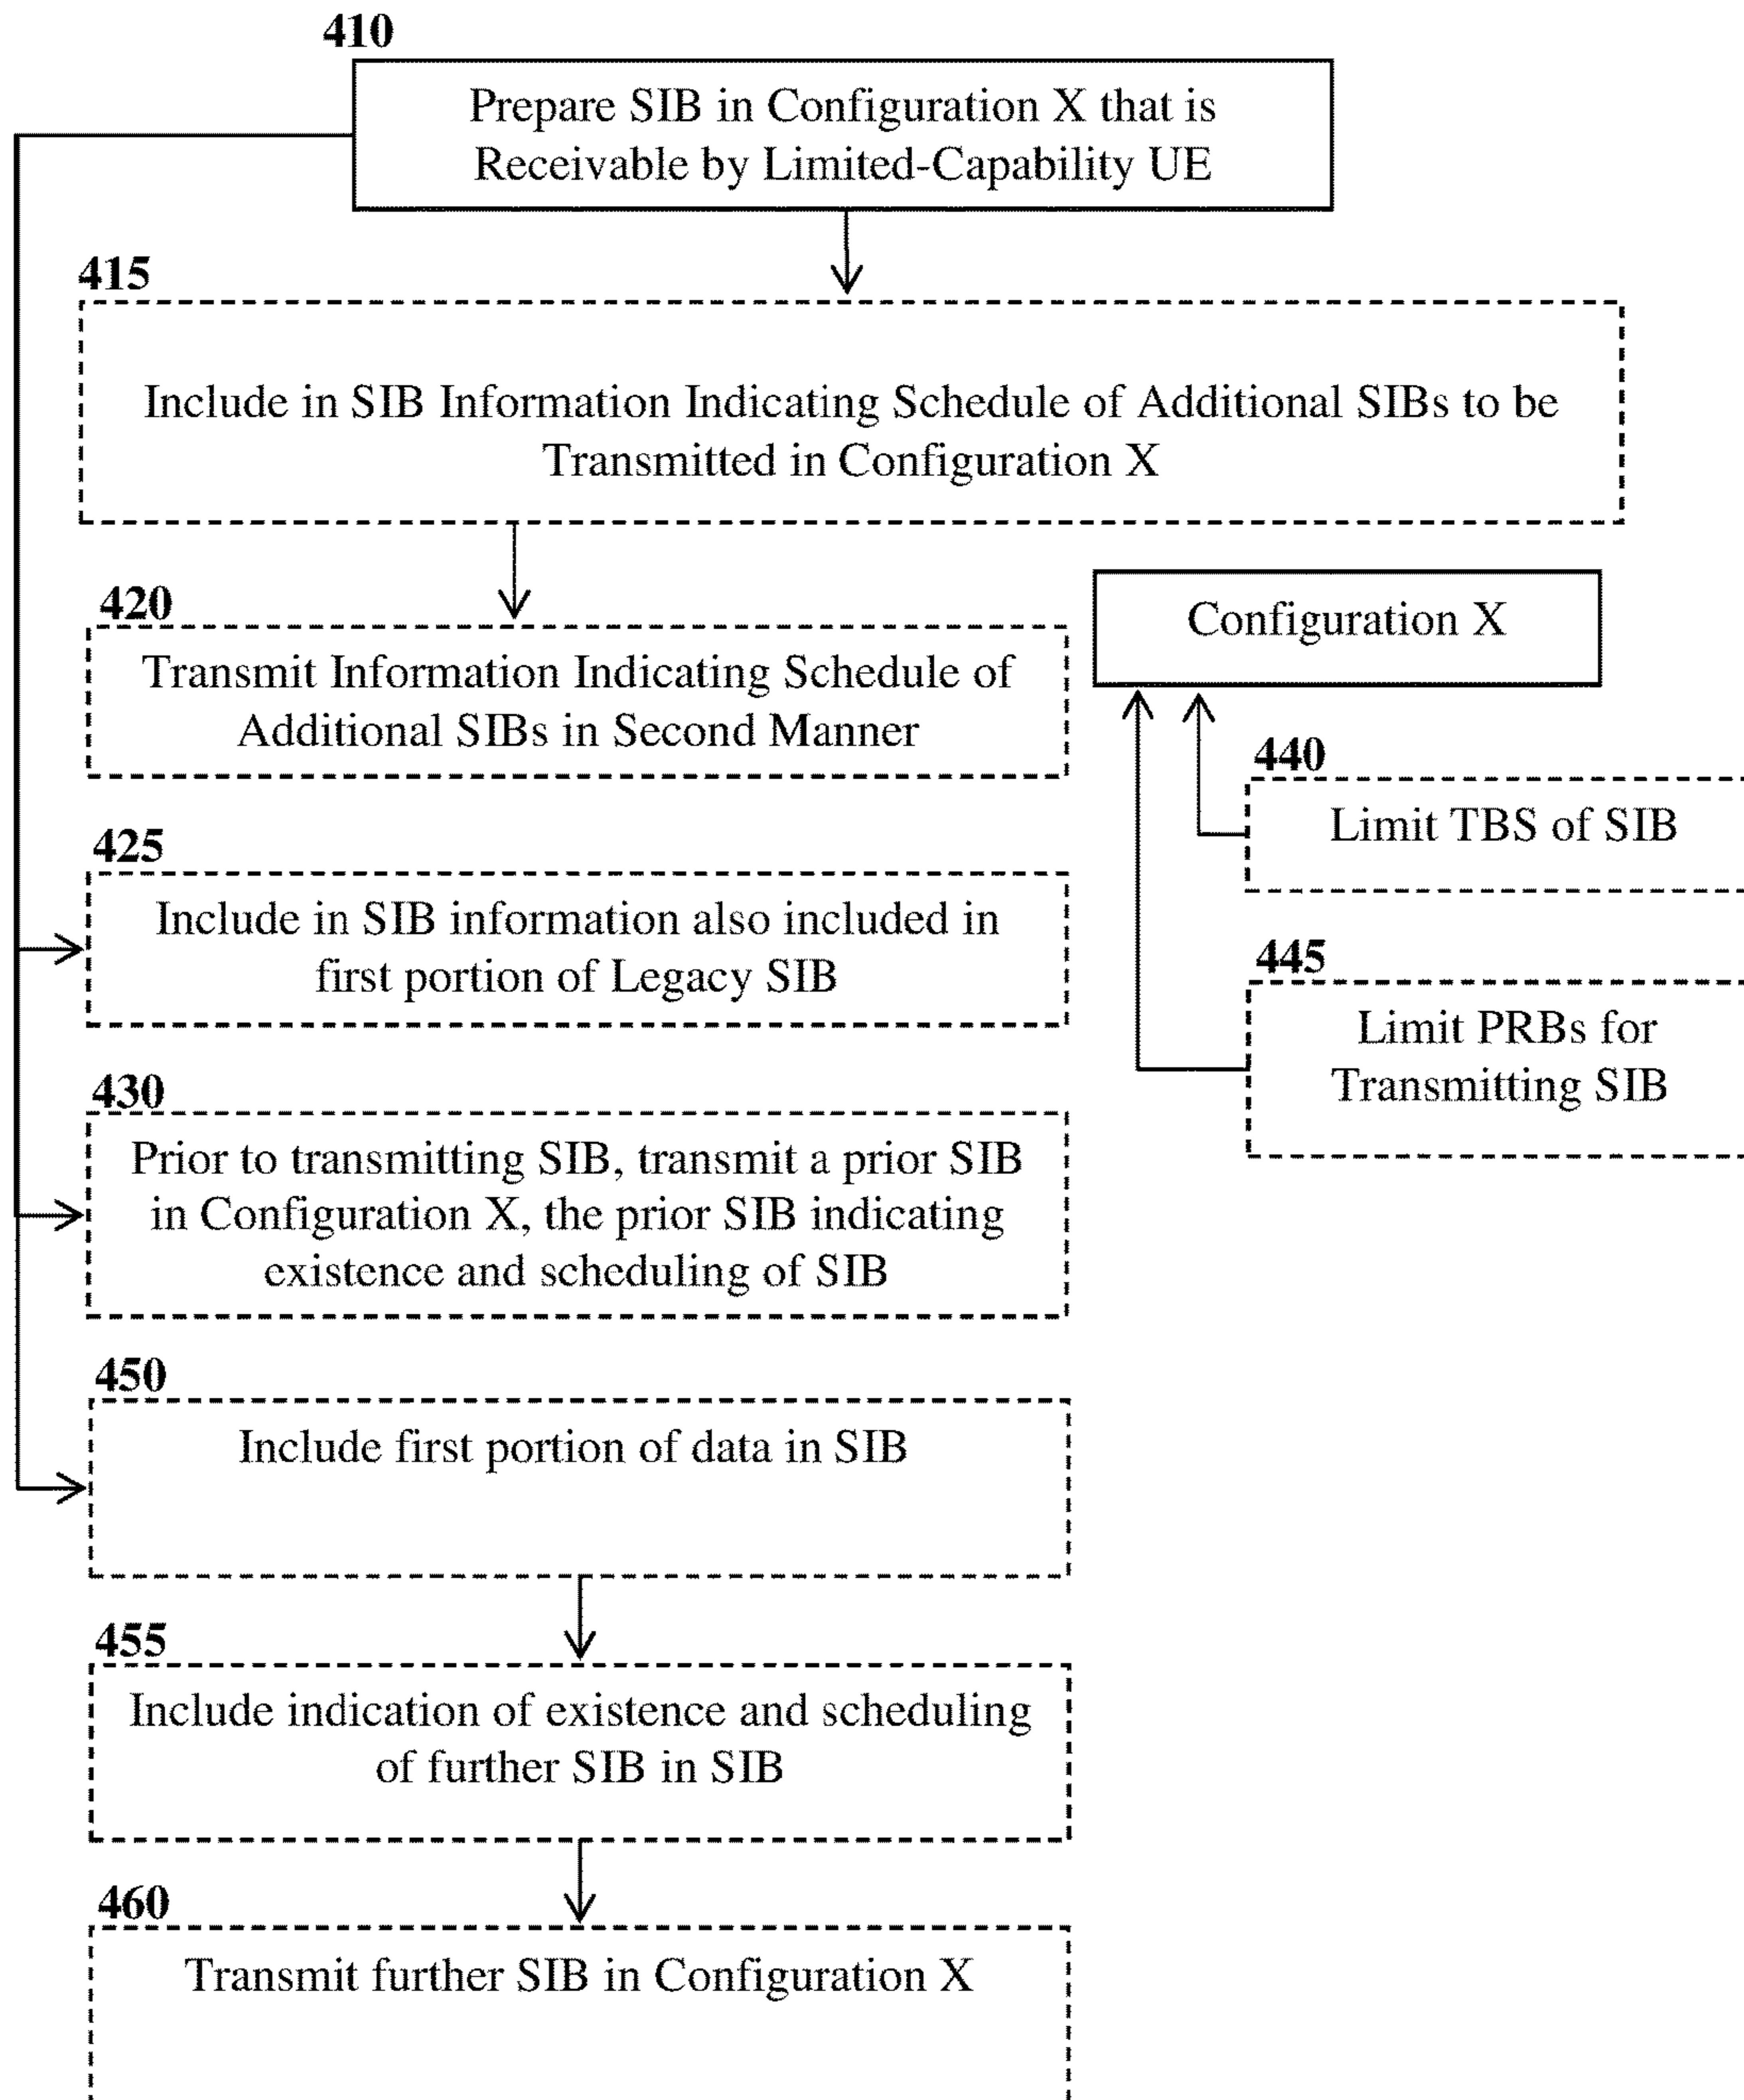 410
Prepare SIB in Configuration X that is
Receivable by Limited-Capability UE
415
Include in SIB Information Indicating Schedule of Additional SIBs to be
Transmitted in Configuration X
420
Transmit Information Indicating Schedule of
Additional SIBs in Second Manner
Configuration X
440
Limit TBS of SIB
425
Include in SIB information also included in
first portion of Legacy SIB
445
Limit PRBs for
Transmitting SIB
430
Prior to transmitting SIB, transmit a prior SIB
in Configuration X, the prior SIB indicating
existence and scheduling of SIB
450
Include first portion of data in SIB
455
Include indication of existence and scheduling
of further SIB in SIB
460
Transmit further SIB in Configuration X